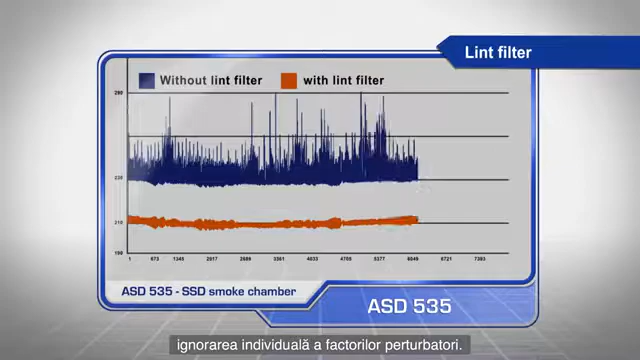 Lint filter
Without lint filter
with lint filter
230
210
190
1 673 1345 2017 2689 3361 4033 4705 5377 6049 6721 7393
ASD 535 - SSD smoke chamber
ASD 535
ignorarea individuală a factorilor perturbatori.